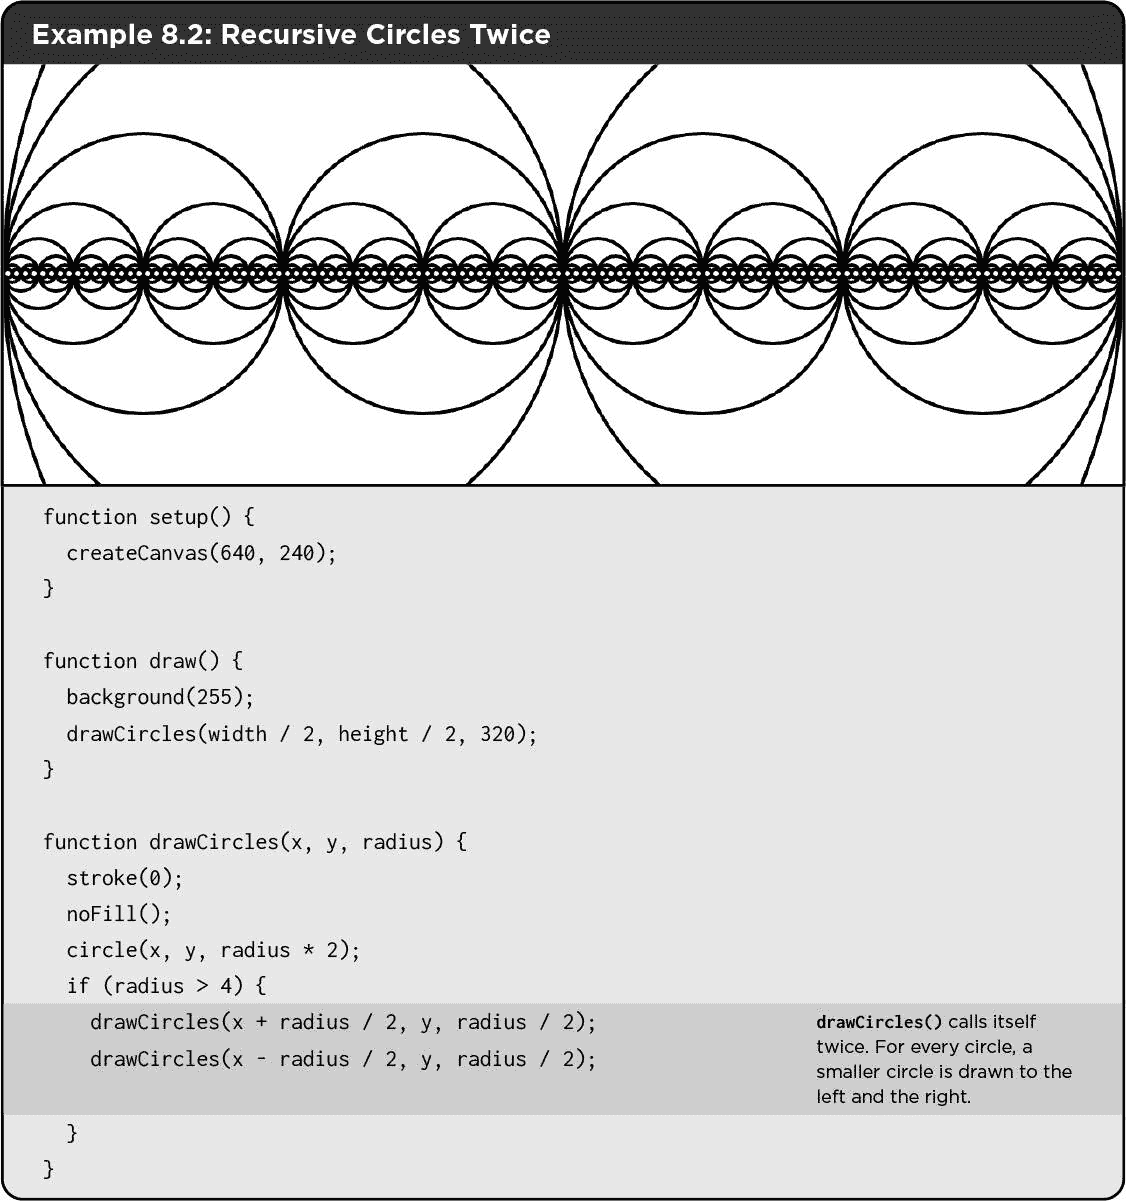 Example 8.2: Recursive Circles Twice
function setup() {
  createCanvas(640, 240);
}
function draw() {
  background(255);
  drawCircles(width / 2, height / 2, 320);
}
function drawCircles(x, y, radius) {
  stroke(0);
  noFill();
  circle(x, y, radius * 2);
  if (radius > 4) {
    drawCircles(x + radius / 2, y, radius / 2);
    drawCircles(x - radius / 2, y, radius / 2);
drawCircles() calls itself
twice. For every circle, a
smaller circle is drawn to the
left and the right.
  }
}